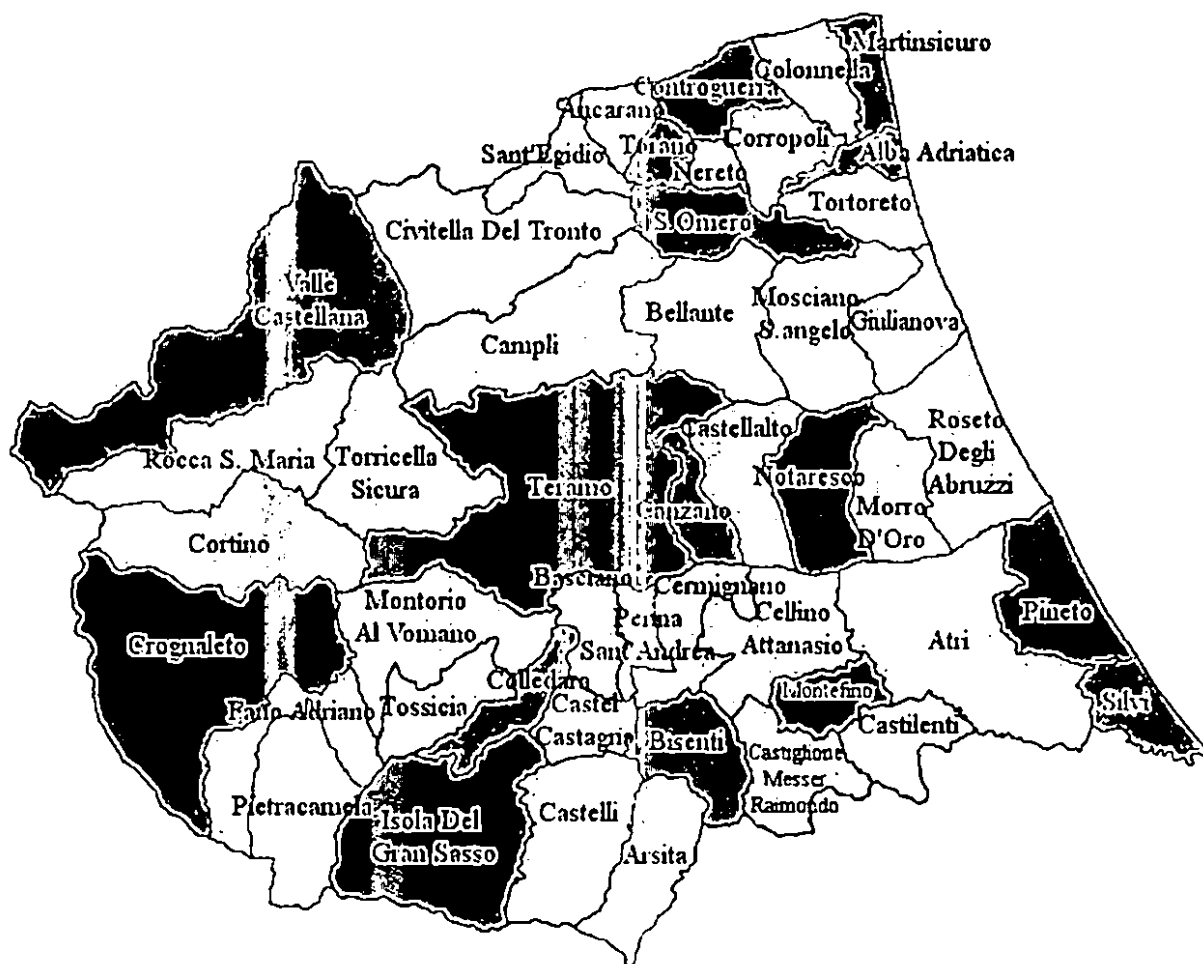 Martinsicuro
Colonnella
Controguerra
Ancarano
Corropoli
Sant'Egidio
Torano
Nereto
Alba Adriatica
Tortoreto
S.Omero
Civitella Del Tronto
Valle
Castellana
Bellante
Mosciano
S.angelo
Giulianova
Campli
Castellalto
Roseto
Degli
Abruzzi
Rocca S. Maria
Torricella
Sicura
Teramo
Notaresco
Canzano
Morro
D'Oro
Cortino
Basciano
Cermignano
Montorio
Al Vomano
Penna
Sant'Andrea
Cellino
Attanasio
Pineto
Atri
Crognaleto
Colledara
Montefino
Silvi
Fano Adriano
Tossicia
Castel
Castagna
Bisenti
Castilenti
Castiglione
Messer
Raimondo
Pietracamela
Isola Del
Gran Sasso
Castelli
Arsita